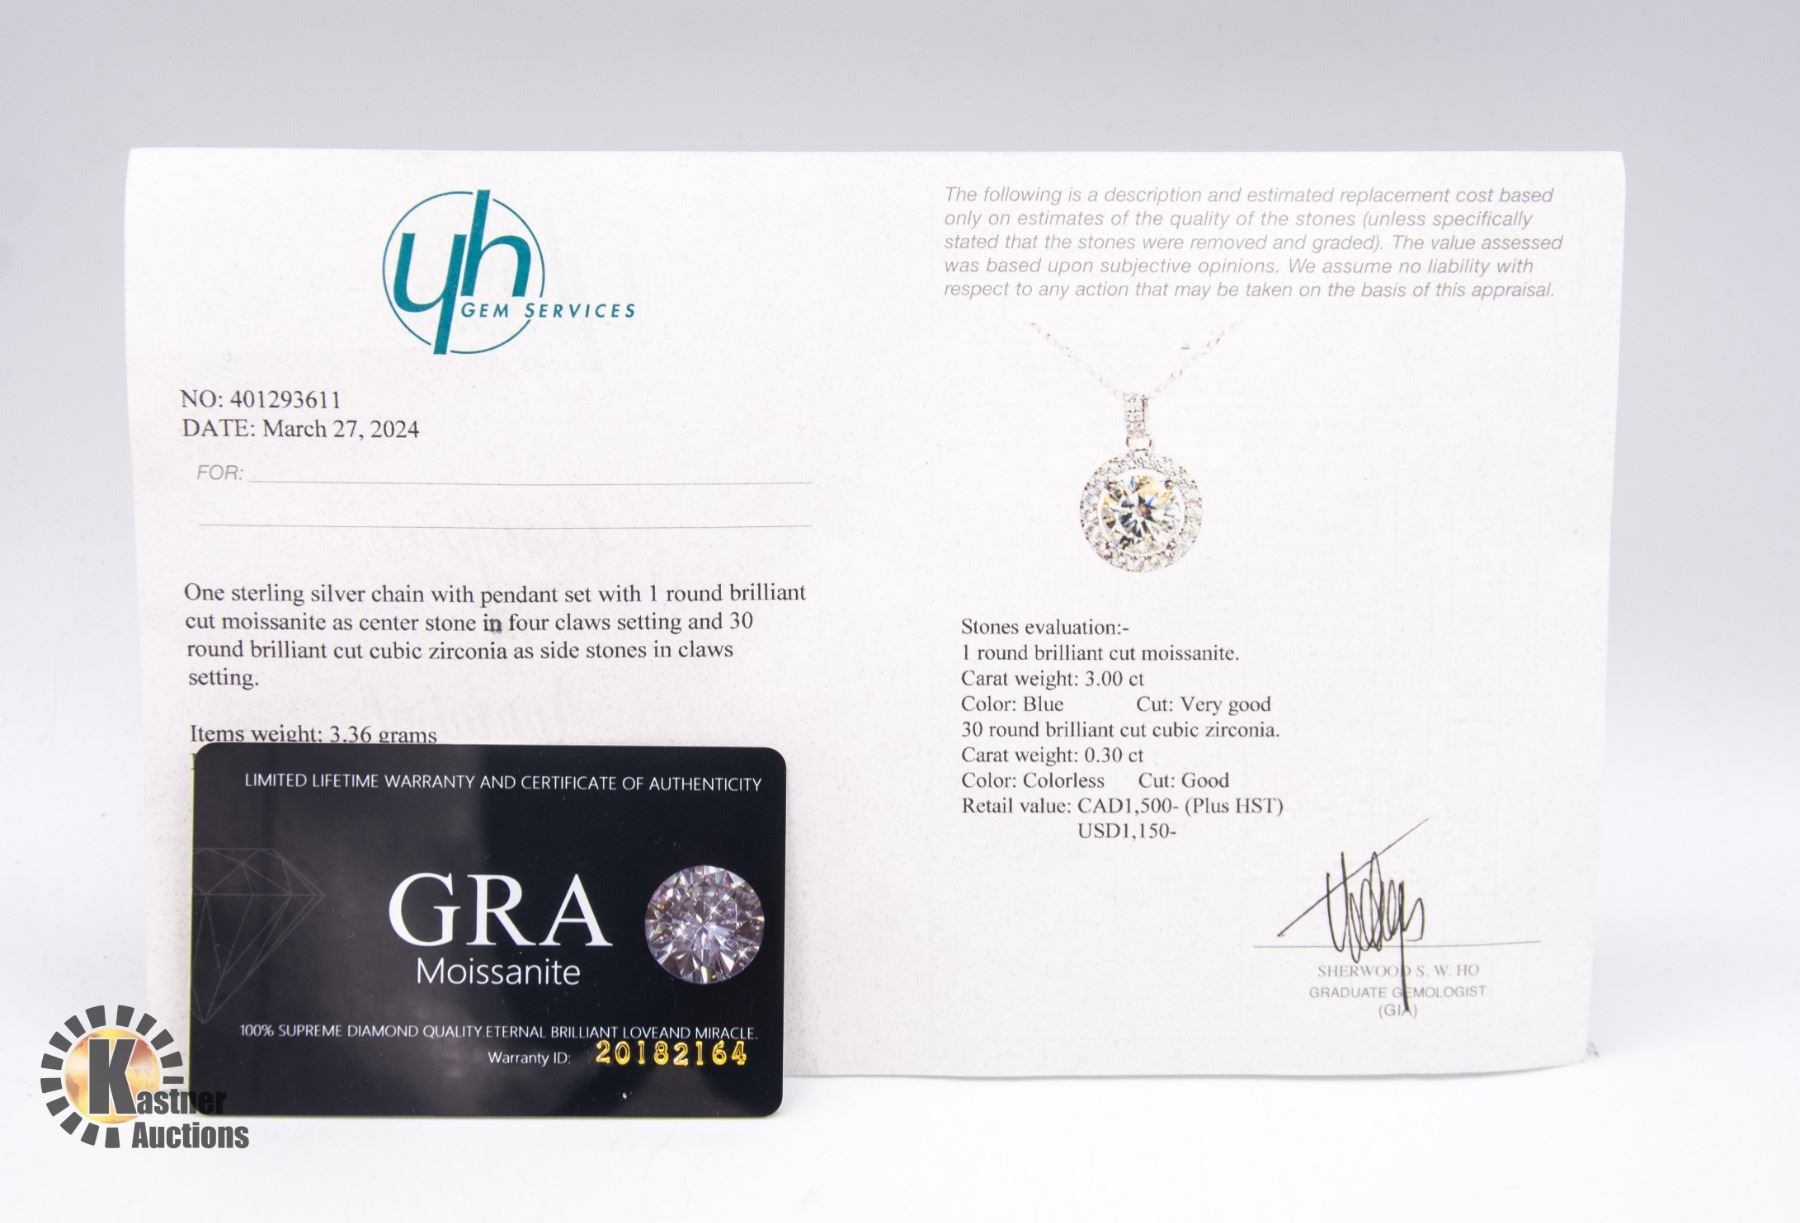 yh
GEM SERVICES
NO: 401293611
DATE: March 27, 2024
FOR:
One sterling silver chain with pendant set with 1 round brilliant
cut moissanite as center stone in four claws setting and 30
round brilliant cut cubic zirconia as side stones in claws
setting.
Items weight: 3.36 grams
The following is a description and estimated replacement cost based
only on estimates of the quality of the stones (unless specifically
stated that the stones were removed and graded). The value assessed
was based upon subjective opinions. We assume no liability with
respect to any action that may be taken on the basis of this appraisal.
Stones evaluation:-
1 round brilliant cut moissanite.
Carat weight: 3.00 ct
Color: Blue Cut: Very good
30 round brilliant cut cubic zirconia.
Carat weight: 0.30 ct
Color: Colorless Cut: Good
Retail value: CAD1,500- (Plus HST)
USD1,150-
SHERWOOD S. W. HO
GRADUATE GEMOLOGIST
(GIA)
LIMITED LIFETIME WARRANTY AND CERTIFICATE OF AUTHENTICITY
GRA
Moissanite
100% SUPREME DIAMOND QUALITY.ETERNAL BRILLIANT LOVEAND MIRACLE.
Warranty ID: 20182164
Kastner
Auctions